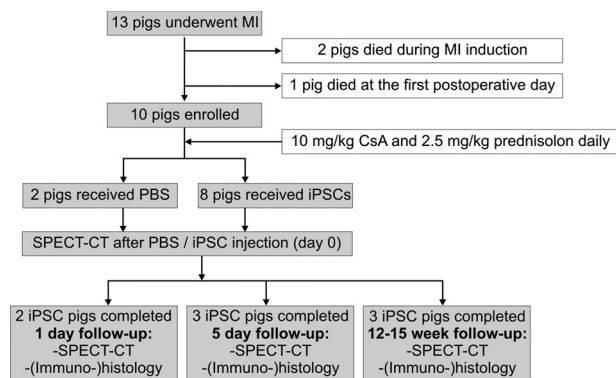 13 pigs underwent MI
2 pigs died during MI induction
1 pig died at the first postoperative day
10 pigs enrolled
10 mg/kg CsA and 2.5 mg/kg prednisolon daily
2 pigs received PBS
8 pigs received iPSCs
SPECT-CT after PBS / iPSC injection (day 0)
2 iPSC pigs completed
1 day follow-up:
-SPECT-CT
-(Immuno-)histology
3 iPSC pigs completed
5 day follow-up:
-SPECT-CT
-(Immuno-)histology
3 iPSC pigs completed
12-15 week follow-up:
-SPECT-CT
-(Immuno-)histology